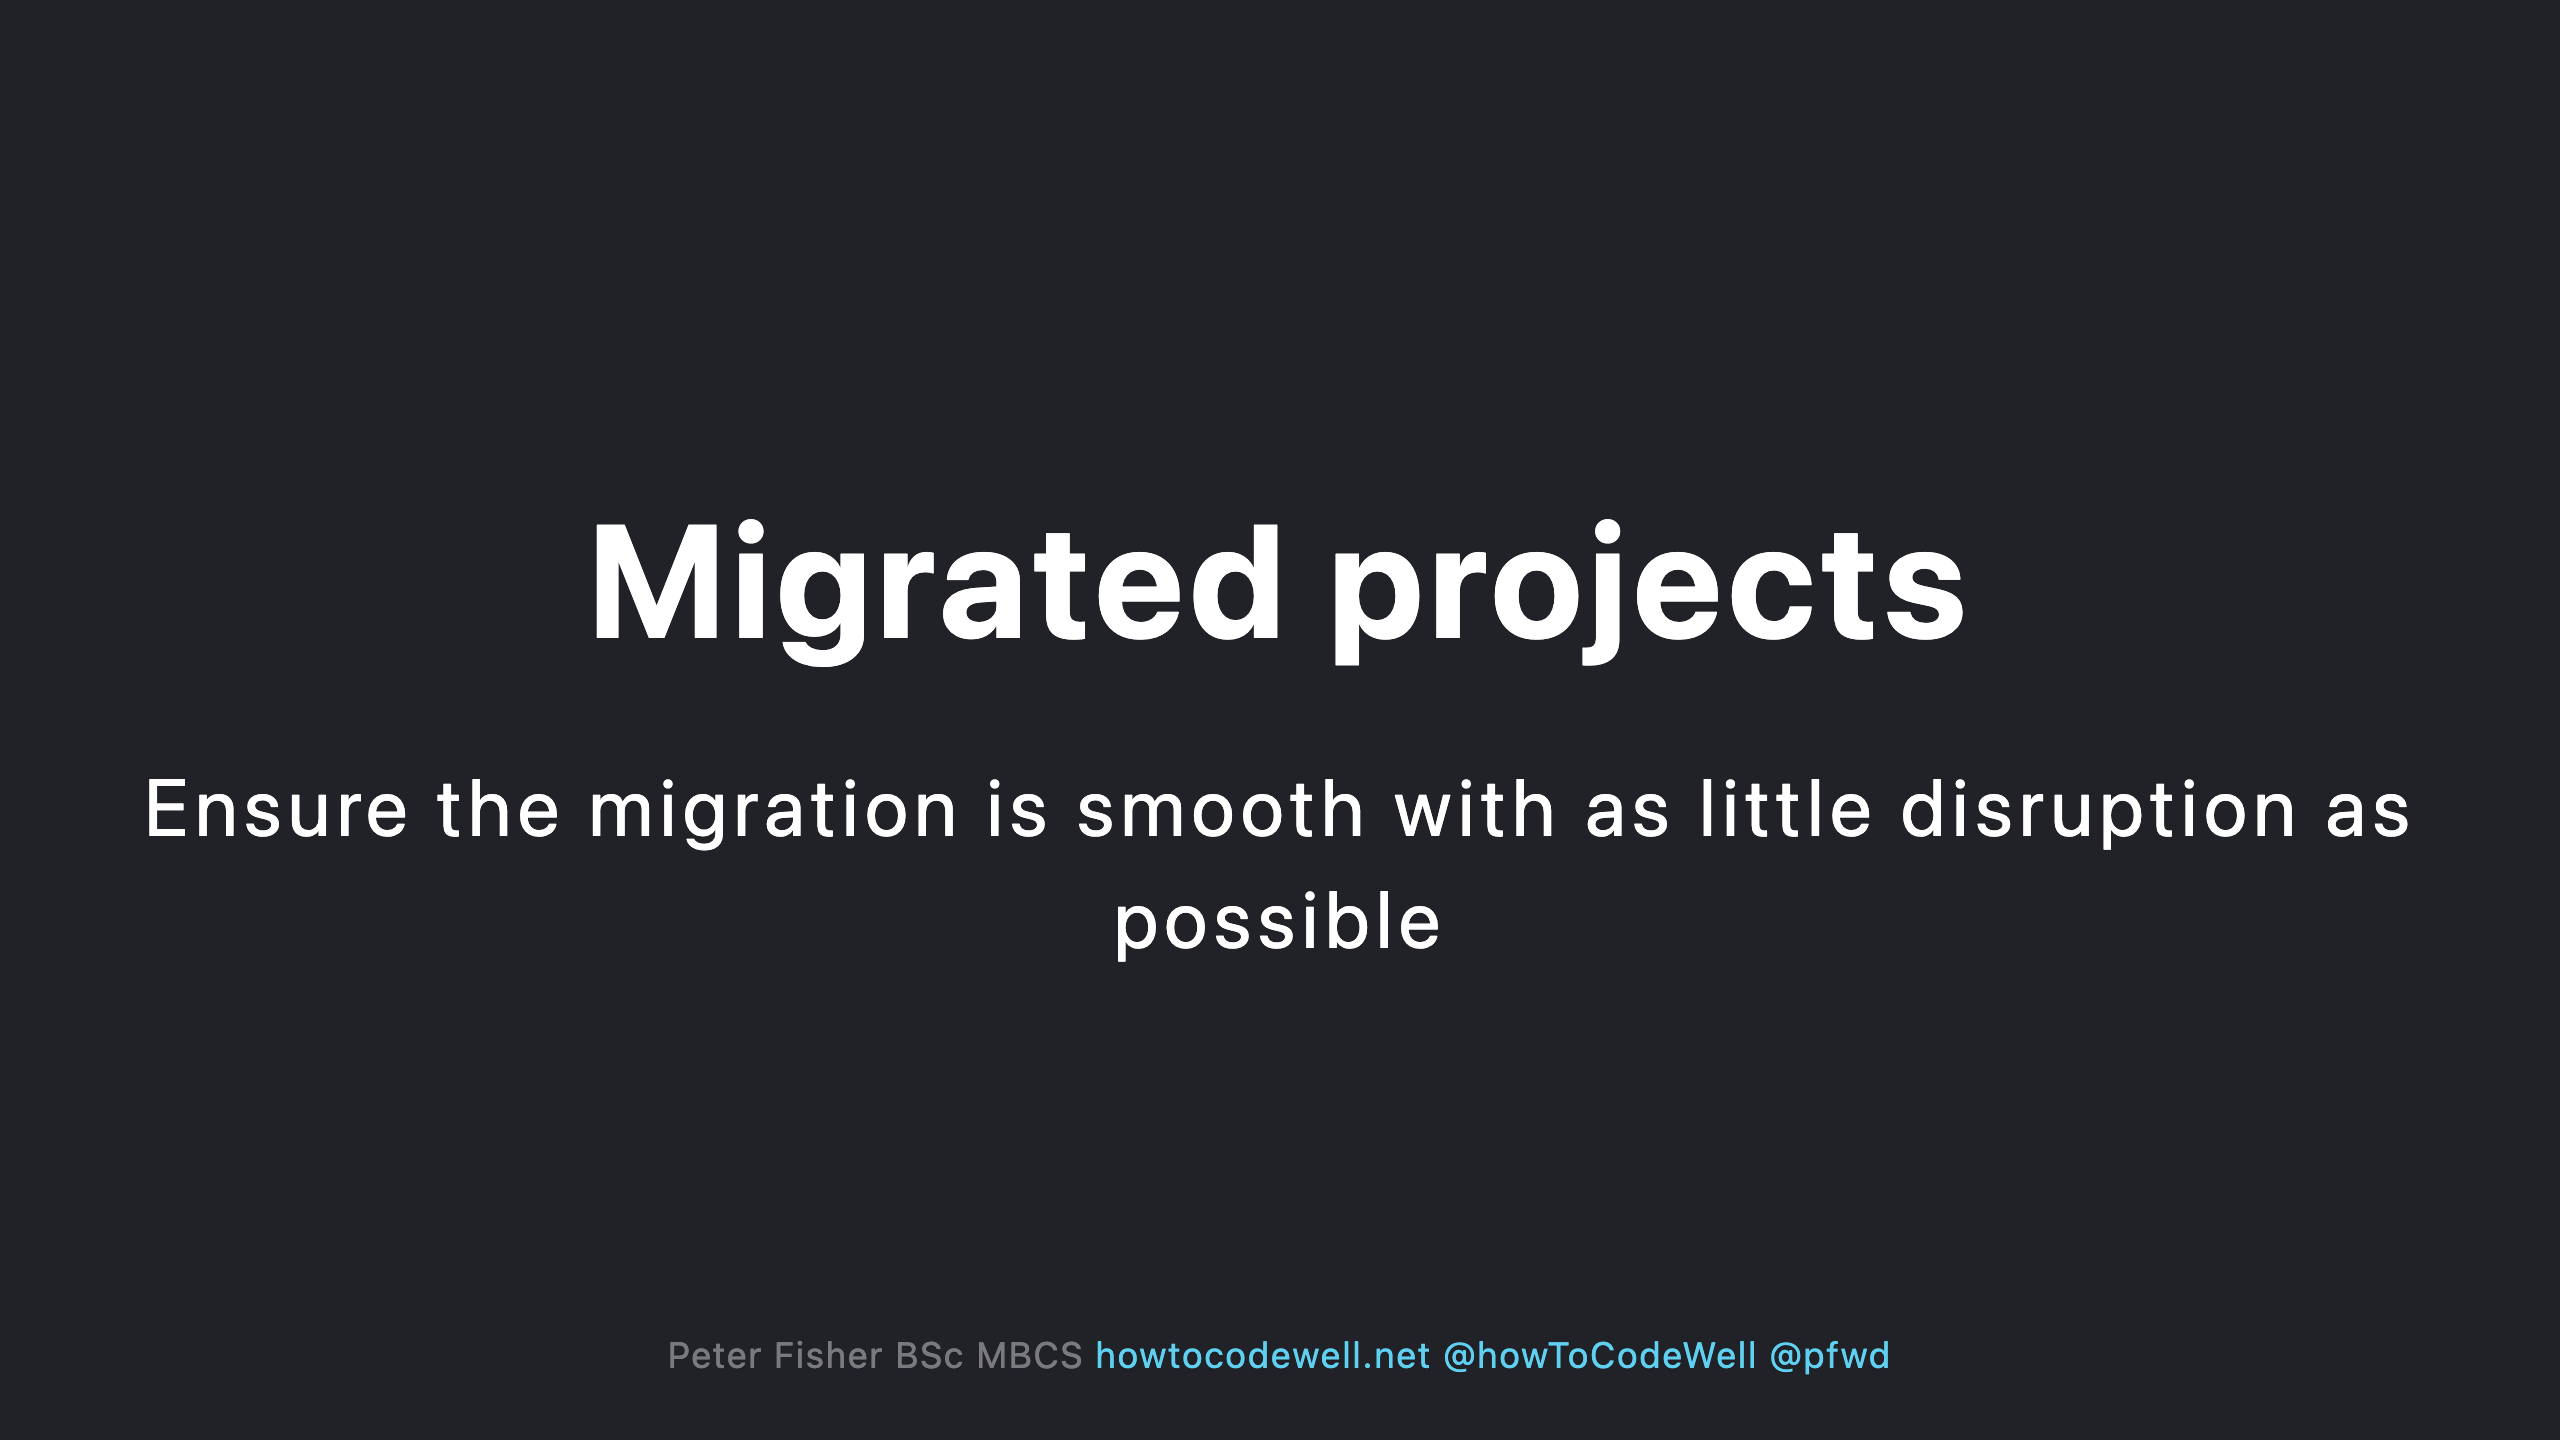 Migrated projects
Ensure the migration is smooth with as little disruption as
possible
Peter Fisher BSc MBCS howtocodewell.net @howToCodeWell @pfwd